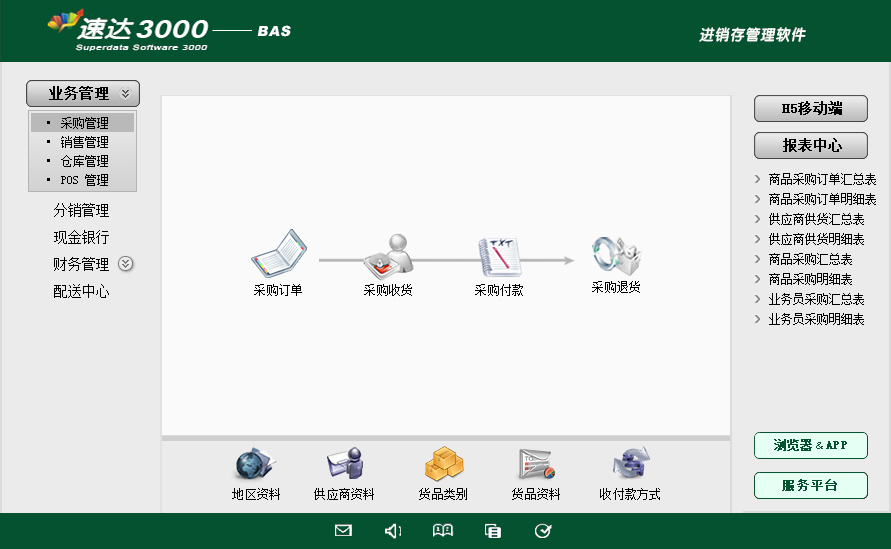 速达3000 BAS
Superdata Software 3000
进销存管理软件
业务管理
采购管理
销售管理
仓库管理
POS 管理
分销管理
现金银行
财务管理
配送中心
采购订单
采购收货
TXT
采购付款
采购退货
地区资料
供应商资料
货品类别
货品资料
收付款方式
H5移动端
报表中心
商品采购订单汇总表
商品采购订单明细表
供应商供货汇总表
供应商供货明细表
商品采购汇总表
商品采购明细表
业务员采购汇总表
业务员采购明细表
浏览器&APP
服务平台